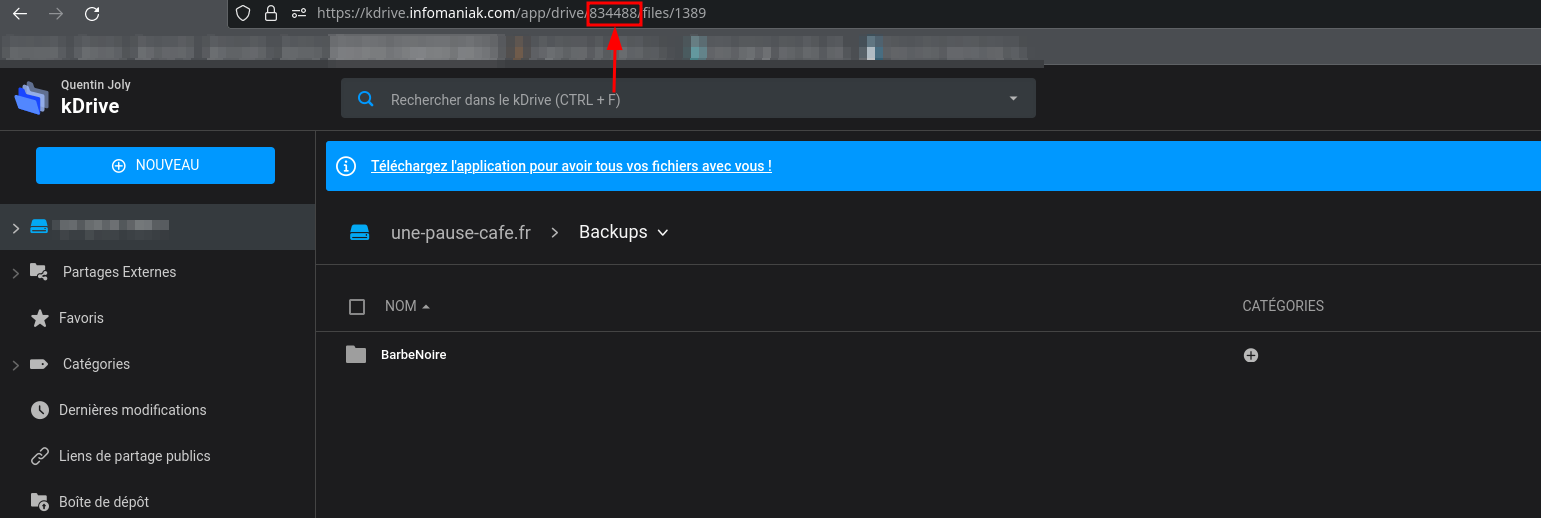 https://kdrive.infomaniak.com/app/drive/834488/files/1389
Quentin Joly
kDrive
Rechercher dans le kDrive (CTRL + F)
NOUVEAU
Téléchargez l'application pour avoir tous vos fichiers avec vous !
une-pause-cafe.fr > Backups
Partages Externes
Favoris
Catégories
Dernières modifications
Liens de partage publics
Boîte de dépôt
NOM
CATÉGORIES
BarbeNoire